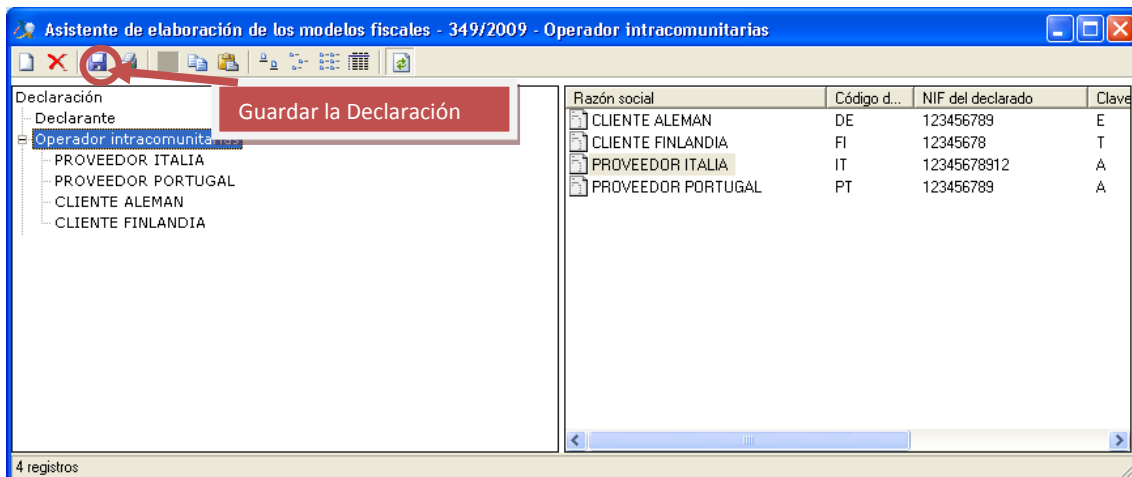 Asistente de elaboración de los modelos fiscales - 349/2009 - Operador intracomunitarias
Guardar la Declaración
Declaración
Declarante
Operador intracomunitarias
PROVEEDOR ITALIA
PROVEEDOR PORTUGAL
CLIENTE ALEMAN
CLIENTE FINLANDIA
Razón social Código d... NIF del declarado Clave
CLIENTE ALEMAN DE 123456789 E
CLIENTE FINLANDIA FI 12345678 T
PROVEEDOR ITALIA IT 12345678912 A
PROVEEDOR PORTUGAL PT 123456789 A
4 registros